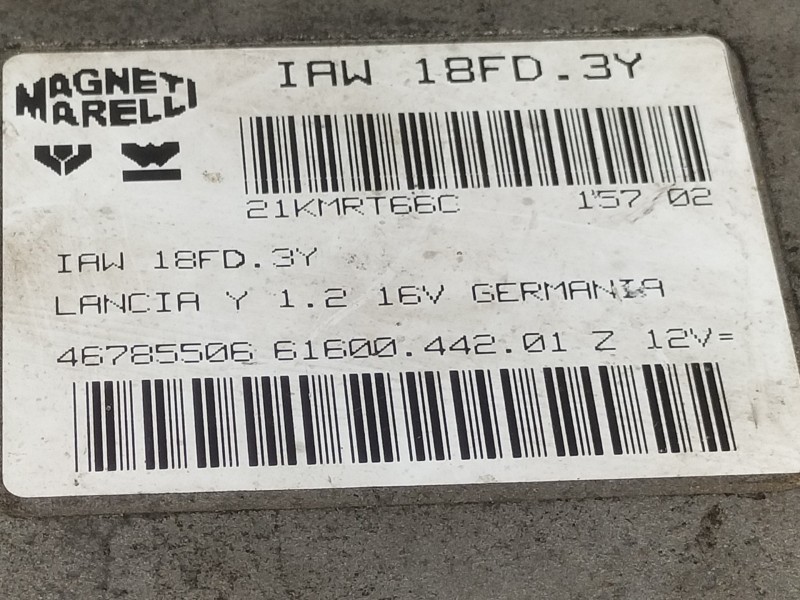 MAGNETI
MARELLI
IAW 18FD.3Y
21KMRT66C 157 02
IAW 18FD.3Y
LANCIA Y 1.2 16V GERMANIA
46785506 61600.442.01 Z 12V=